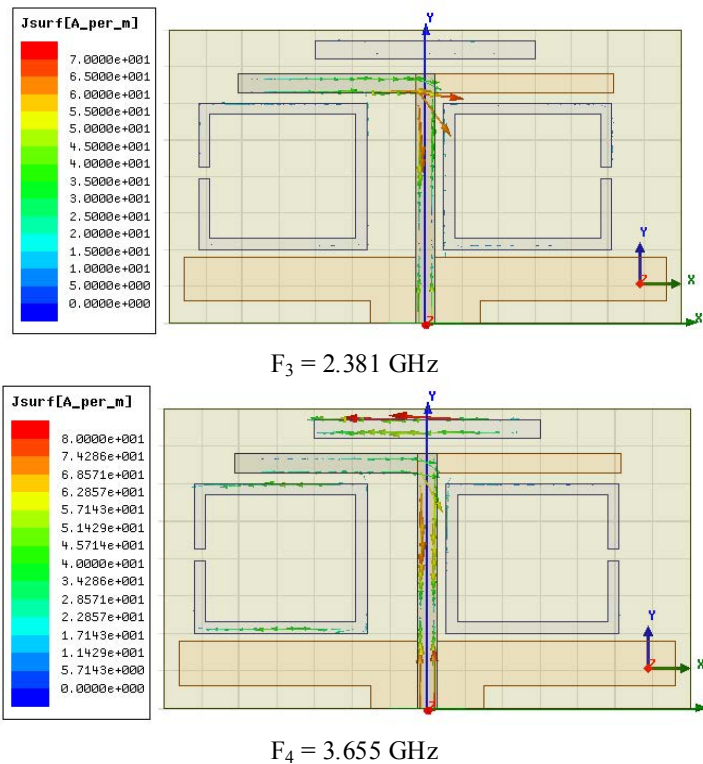 Jsurf[A_per_m]
7.0000e+001
6.5000e+001
6.0000e+001
5.5000e+001
5.0000e+001
4.5000e+001
4.0000e+001
3.5000e+001
3.0000e+001
2.5000e+001
2.0000e+001
1.5000e+001
1.0000e+001
5.0000e+000
0.0000e+000
Y
Y
X
X
Z
Z
F3 = 2.381 GHz
Jsurf[A_per_m]
8.0000e+001
7.4286e+001
6.8571e+001
6.2857e+001
5.7143e+001
5.1429e+001
4.5714e+001
4.0000e+001
3.4286e+001
2.8571e+001
2.2857e+001
1.7143e+001
1.1429e+001
5.7143e+000
0.0000e+000
Y
Y
X
Z
Z
F4 = 3.655 GHz